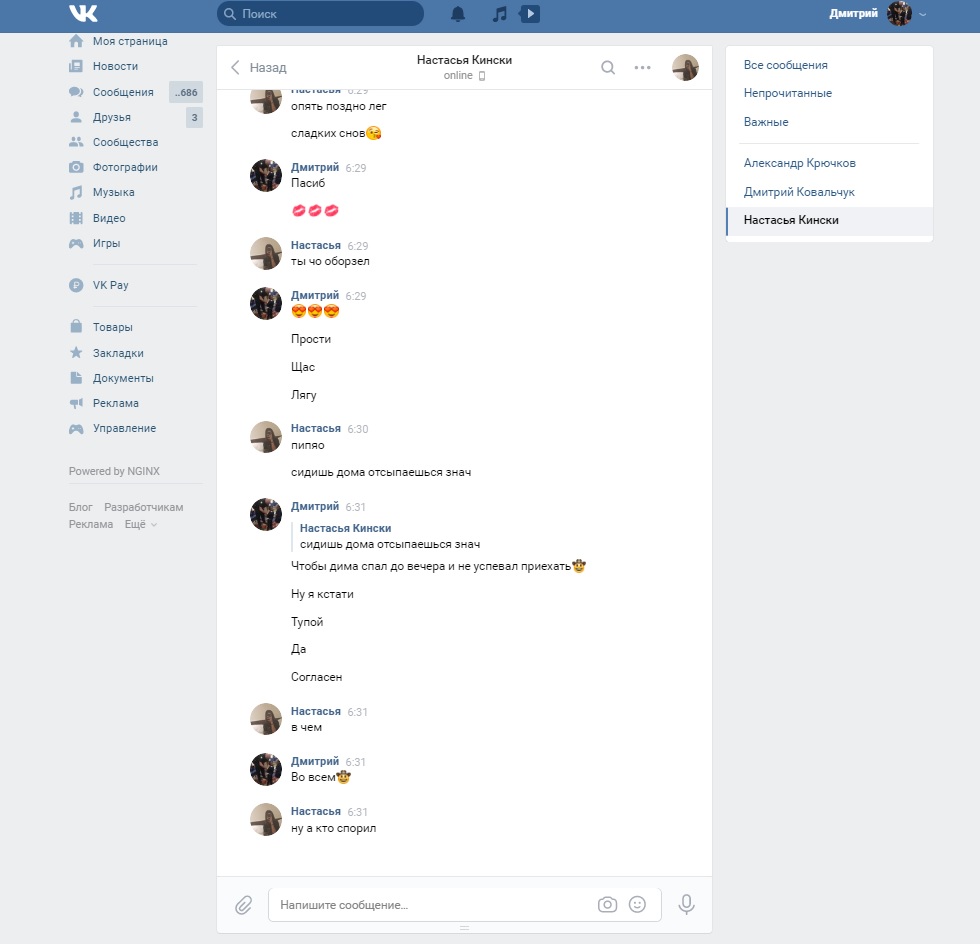 Поиск
Дмитрий
Моя страница
Новости
Сообщения ..686
Друзья 3
Сообщества
Фотографии
Музыка
Видео
Игры
VK Pay
Товары
Закладки
Документы
Реклама
Управление
Powered by NGINX
Блог Разработчикам
Реклама Ещё
Назад
Настасья Кински
online
Настасья 6:29
опять поздно лег
сладких снов😘
Дмитрий 6:29
Пасиб
💋💋💋
Настасья 6:29
ты чо оборзел
Дмитрий 6:29
😍😍😍
Прости
Щас
Лягу
Настасья 6:30
пипяо
сидишь дома отсыпаешься знач
Дмитрий 6:31
Настасья Кински
сидишь дома отсыпаешься знач
Чтобы дима спал до вечера и не успевал приехать🤠
Ну я кстати
Тупой
Да
Согласен
Настасья 6:31
в чем
Дмитрий 6:31
Во всем🤠
Настасья 6:31
ну а кто спорил
Напишите сообщение...
Все сообщения
Непрочитанные
Важные
Александр Крючков
Дмитрий Ковальчук
Настасья Кински